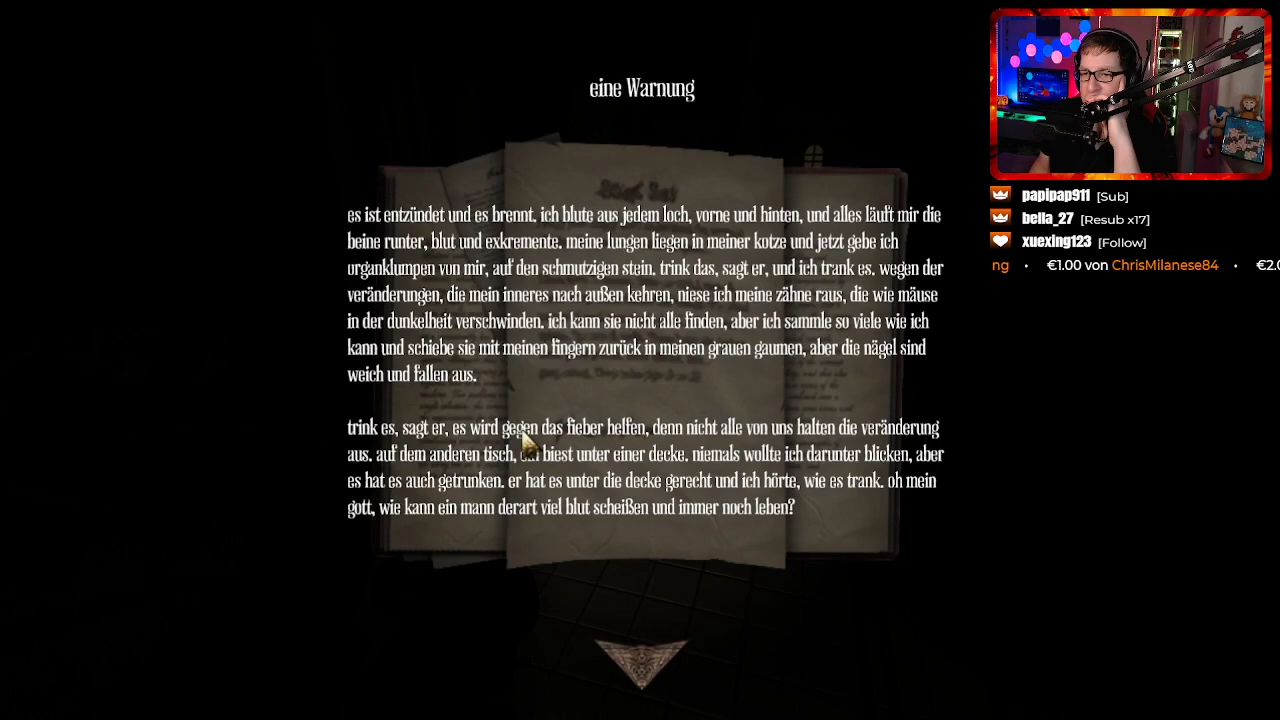 eine Warnung
es ist entzündet und es brennt. ich blute aus jedem loch, vorne und hinten, und alles läuft mir die
beine runter, blut und exkremente. meine lungen liegen in meiner kotze und jetzt gebe ich
organklumpen von mir, auf den schmutzigen stein. trink das, sagt er, und ich trank es. wegen der
veränderungen, die mein inneres nach außen kehren, niese ich meine zähne raus, die wie mäuse
in der dunkelheit verschwinden. ich kann sie nicht alle finden, aber ich sammle so viele wie ich
kann und schiebe sie mit meinen fingern zurück in meinen grauen gaumen, aber die nägel sind
weich und fallen aus.
trink es, sagt er, es wird gegen das fieber helfen, denn nicht alle von uns halten die veränderung
aus. auf dem anderen tisch, biest unter einer decke. niemals wollte ich darunter blicken, aber
es hat es auch getrunken. er hat es unter die decke gerecht und ich hörte, wie es trank. oh mein
gott, wie kann ein mann derart viel blut scheißen und immer noch leben?
papipap911 [Sub]
bella_27 [Resub x17]
xuexing123 [Follow]
ng • €1.00 von ChrisMilanese84 • €2.0